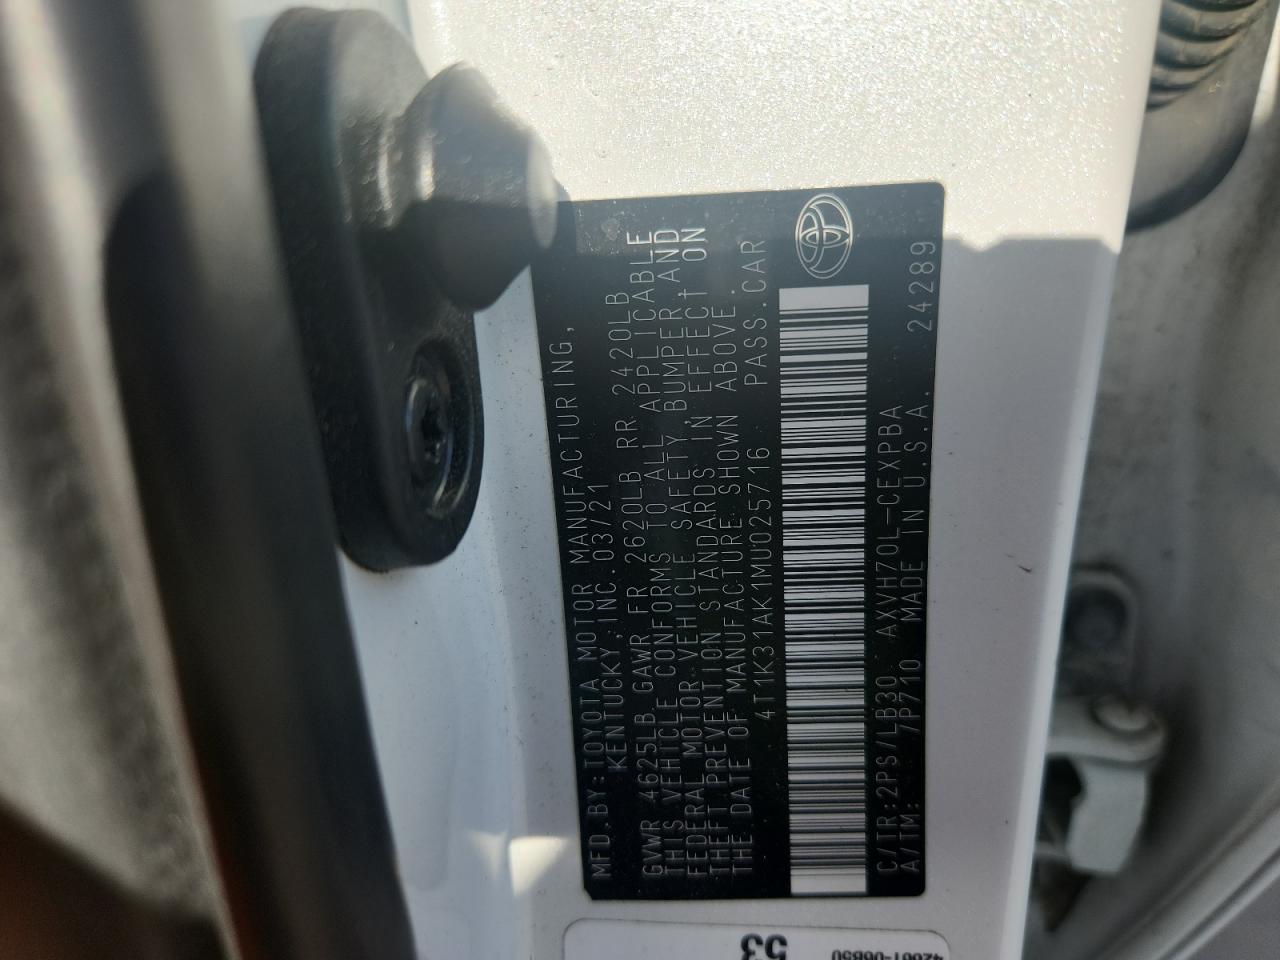 MFD.BY:TOYOTA MOTOR MANUFACTURING,
KENTUCKY,INC.03/21
GVWR 4625LB GAWR FR 2620LB RR 2420LB
THIS VEHICLE CONFORMS TO ALL APPLICABLE
FEDERAL MOTOR VEHICLE SAFETY,BUMPER,AND
THEFT PREVENTION STANDARDS IN EFFECT ON
THE DATE OF MANUFACTURE SHOWN ABOVE.
4T1K31AK1MU025716 PASS.CAR
C/TR:2PS/LB30 AXVH70L-CEXPBA
A/TM: 7P710 MADE IN U.S.A. 24289
53